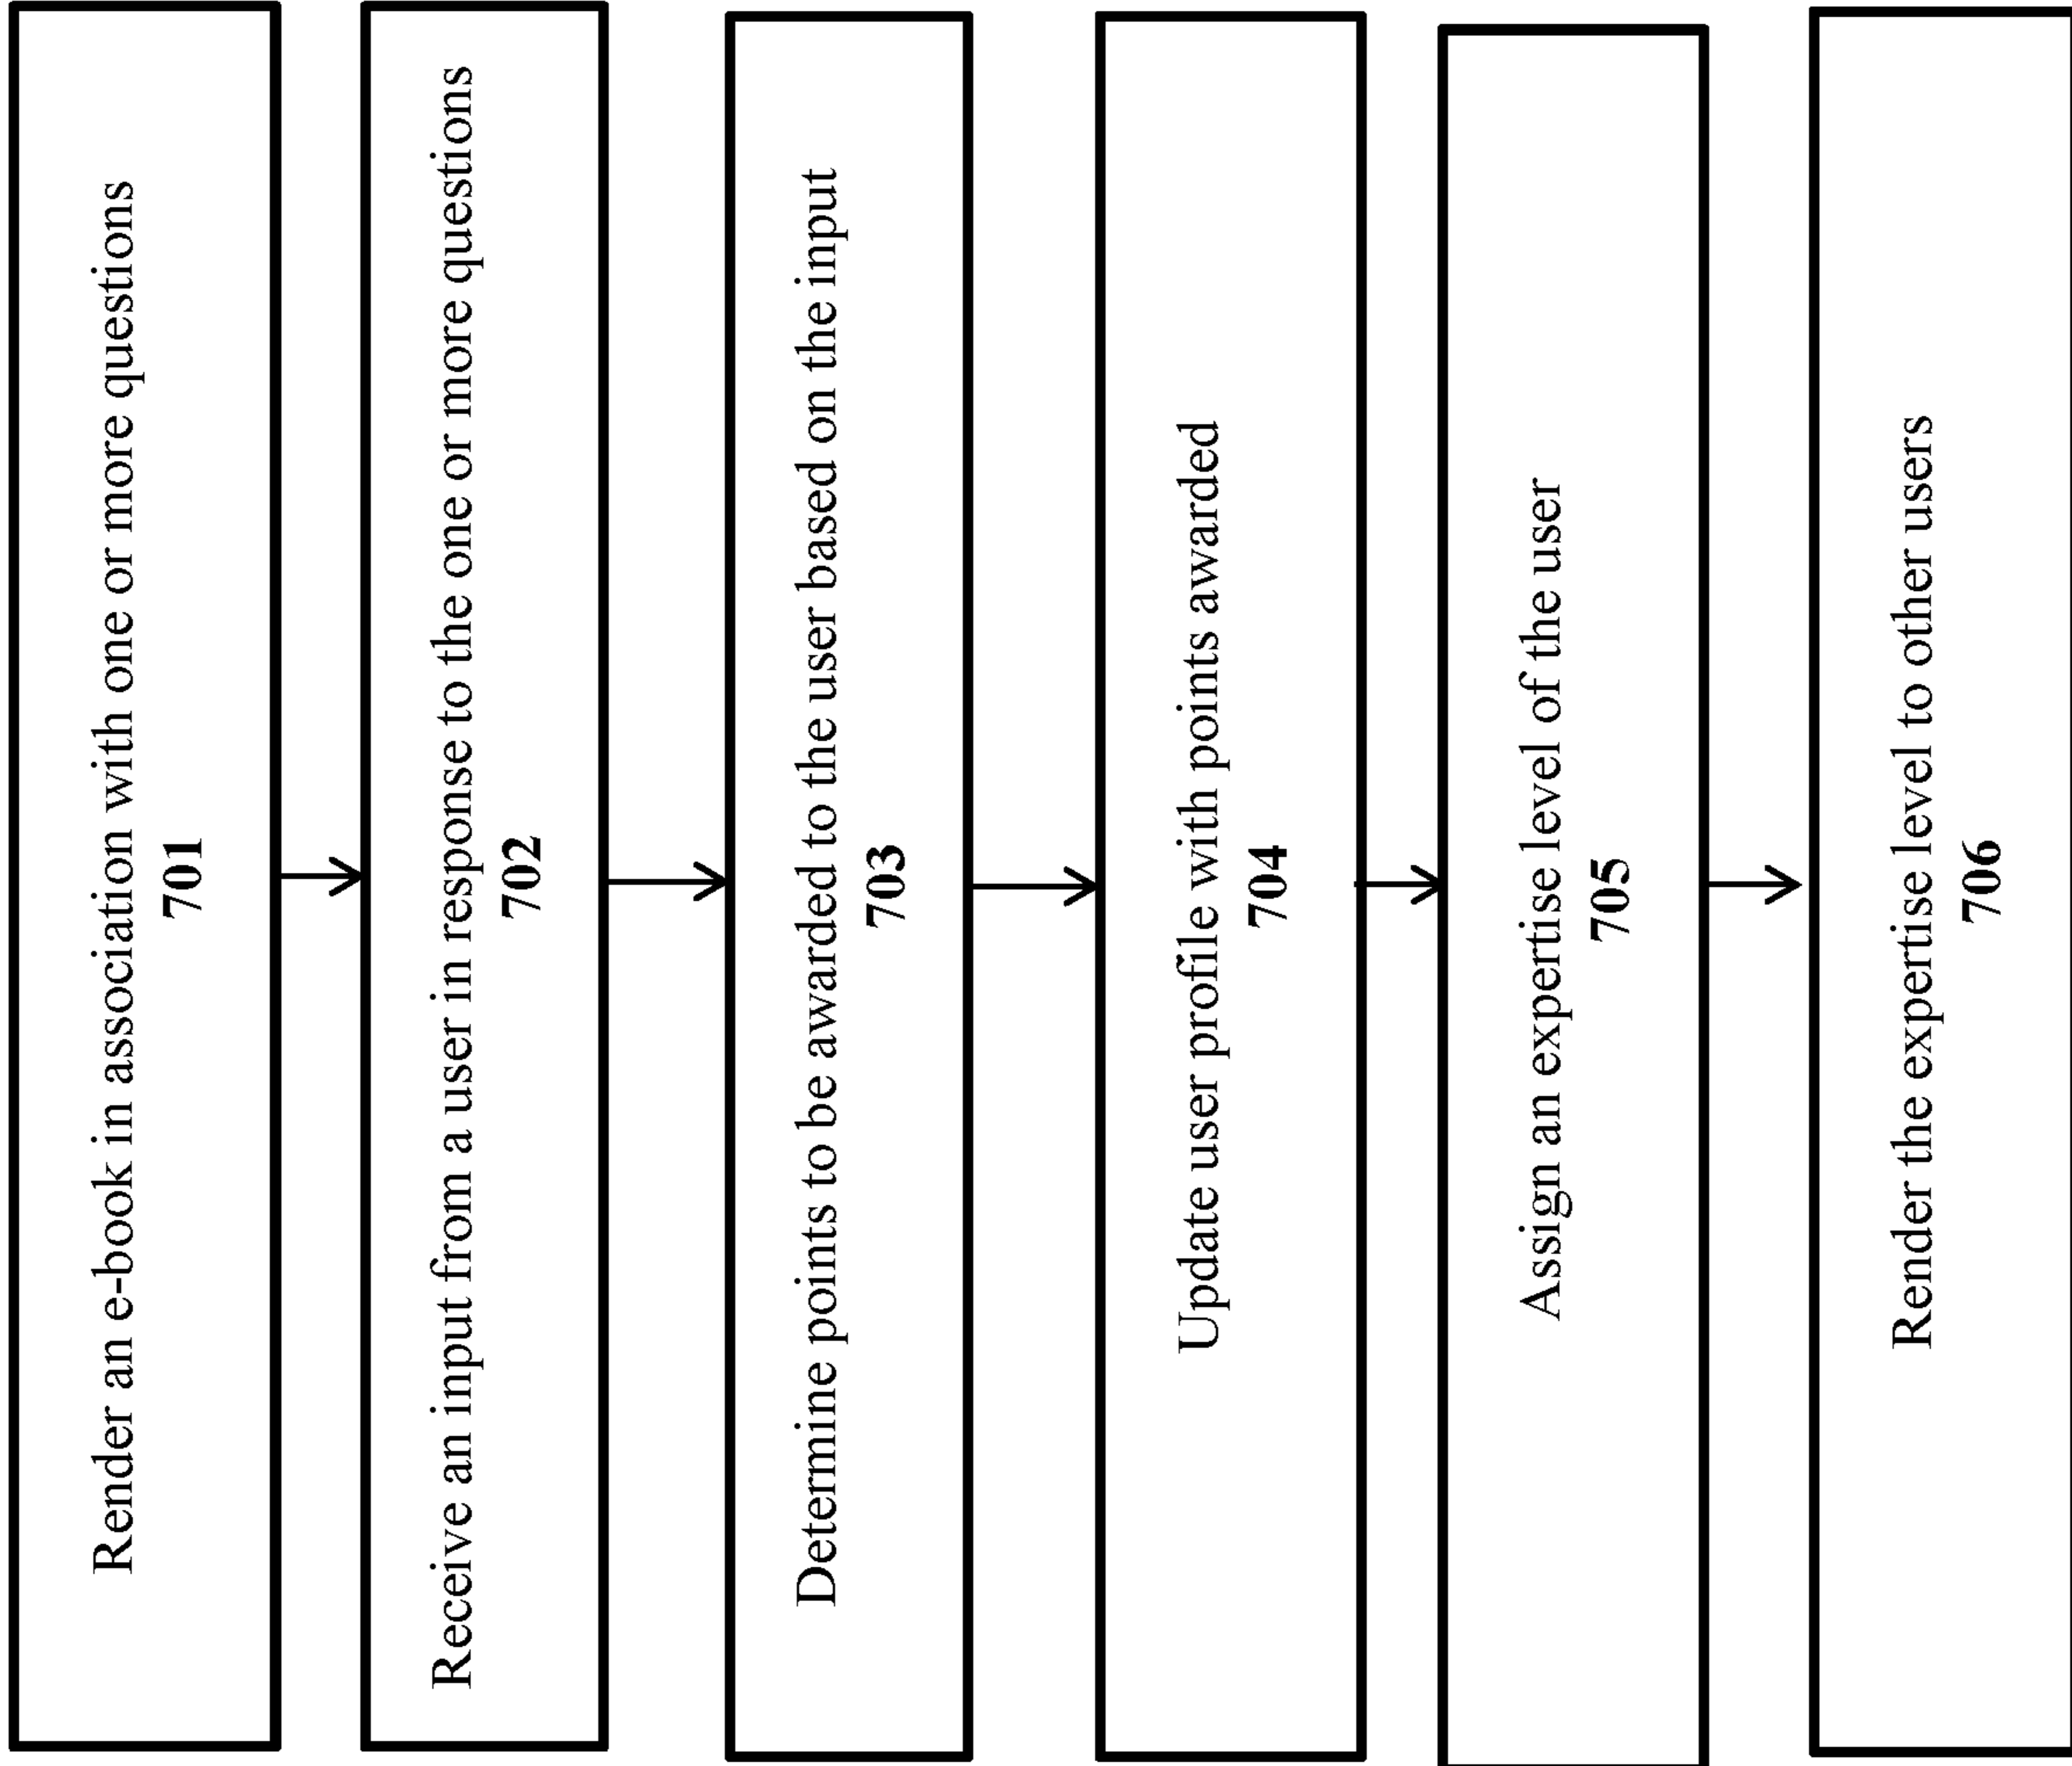 Render an e-book in association with one or more questions
701
Receive an input from a user in response to the one or more questions
702
Determine points to be awarded to the user based on the input
703
Update user profile with points awarded
704
Assign an expertise level of the user
705
Render the expertise level to other users
706